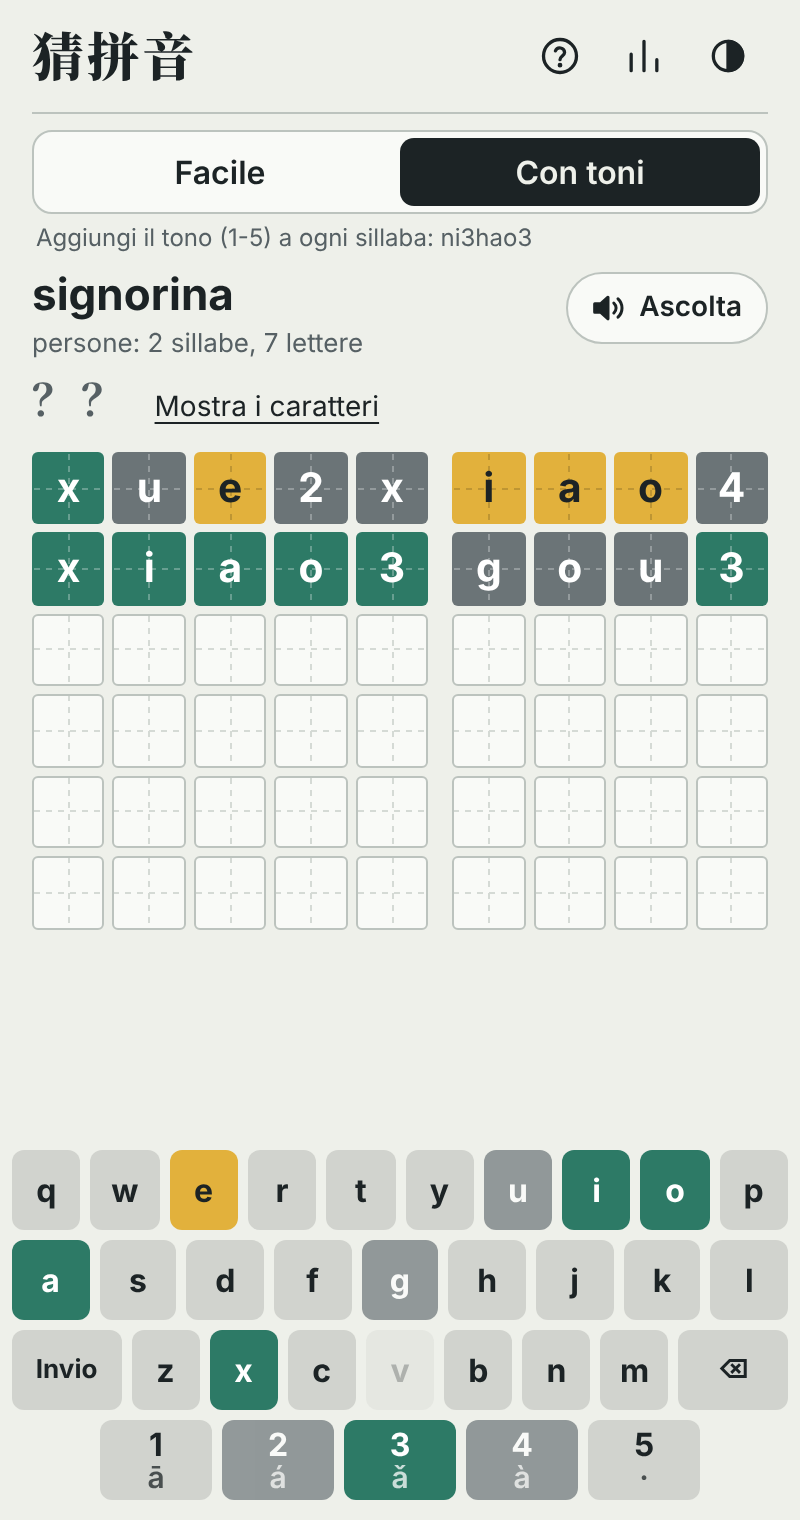 猜拼音
Facile Con toni
Aggiungi il tono (1-5) a ogni sillaba: ni3hao3
signorina
Ascolta
persone: 2 sillabe, 7 lettere
? ? Mostra i caratteri
x u e 2 x i a o 4
x i a o 3 g o u 3
q w e r t y u i o p
a s d f g h j k l
Invio z x c v b n m
1 2 3 4 5
ā á ǎ à ·